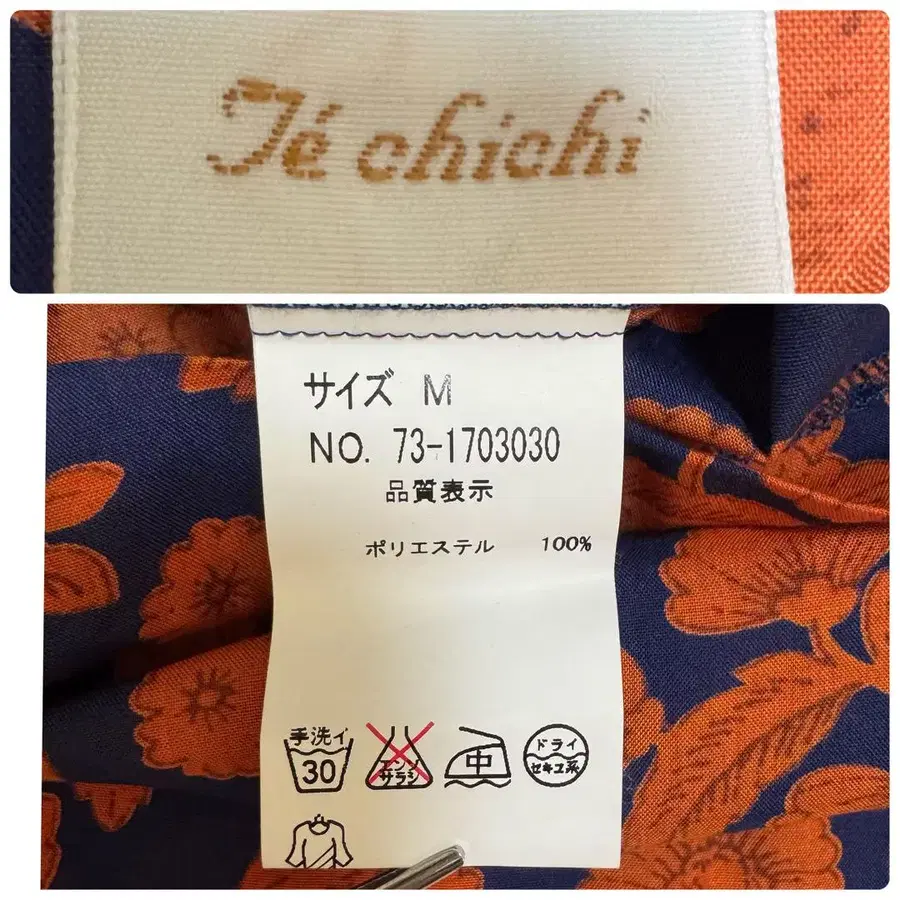 Té chichi
サイズ M
NO. 73-1703030
品質表示
ポリエステル 100%
手洗イ
30
エンソ
サラシ
中
ドライ
セキユ系